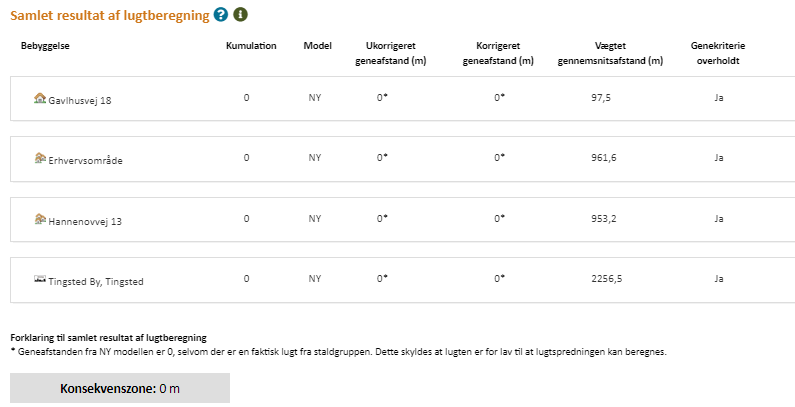 Samlet resultat af lugtberegning
Bebyggelse Kumulation Model Ukorrigeret geneafstand (m) Korrigeret geneafstand (m) Vægtet gennemsnitsafstand (m) Genekriterie overholdt
Gavlhusvej 18 0 NY 0* 0* 97,5 Ja
Erhvervsområde 0 NY 0* 0* 961,6 Ja
Hannenovvej 13 0 NY 0* 0* 953,2 Ja
Tingsted By, Tingsted 0 NY 0* 0* 2256,5 Ja
Forklaring til samlet resultat af lugtberegning
* Geneafstanden fra NY modellen er 0, selvom der er en faktisk lugt fra staldgruppen. Dette skyldes at lugten er for lav til at lugtspredningen kan beregnes.
Konsekvenszone: 0 m